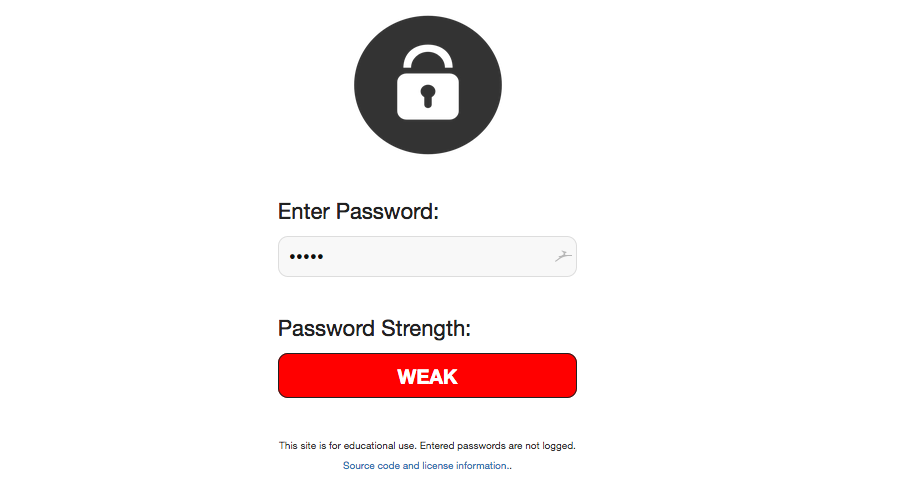 Enter Password:
•••••
Password Strength:
WEAK
This site is for educational use. Entered passwords are not logged.
Source code and license information..